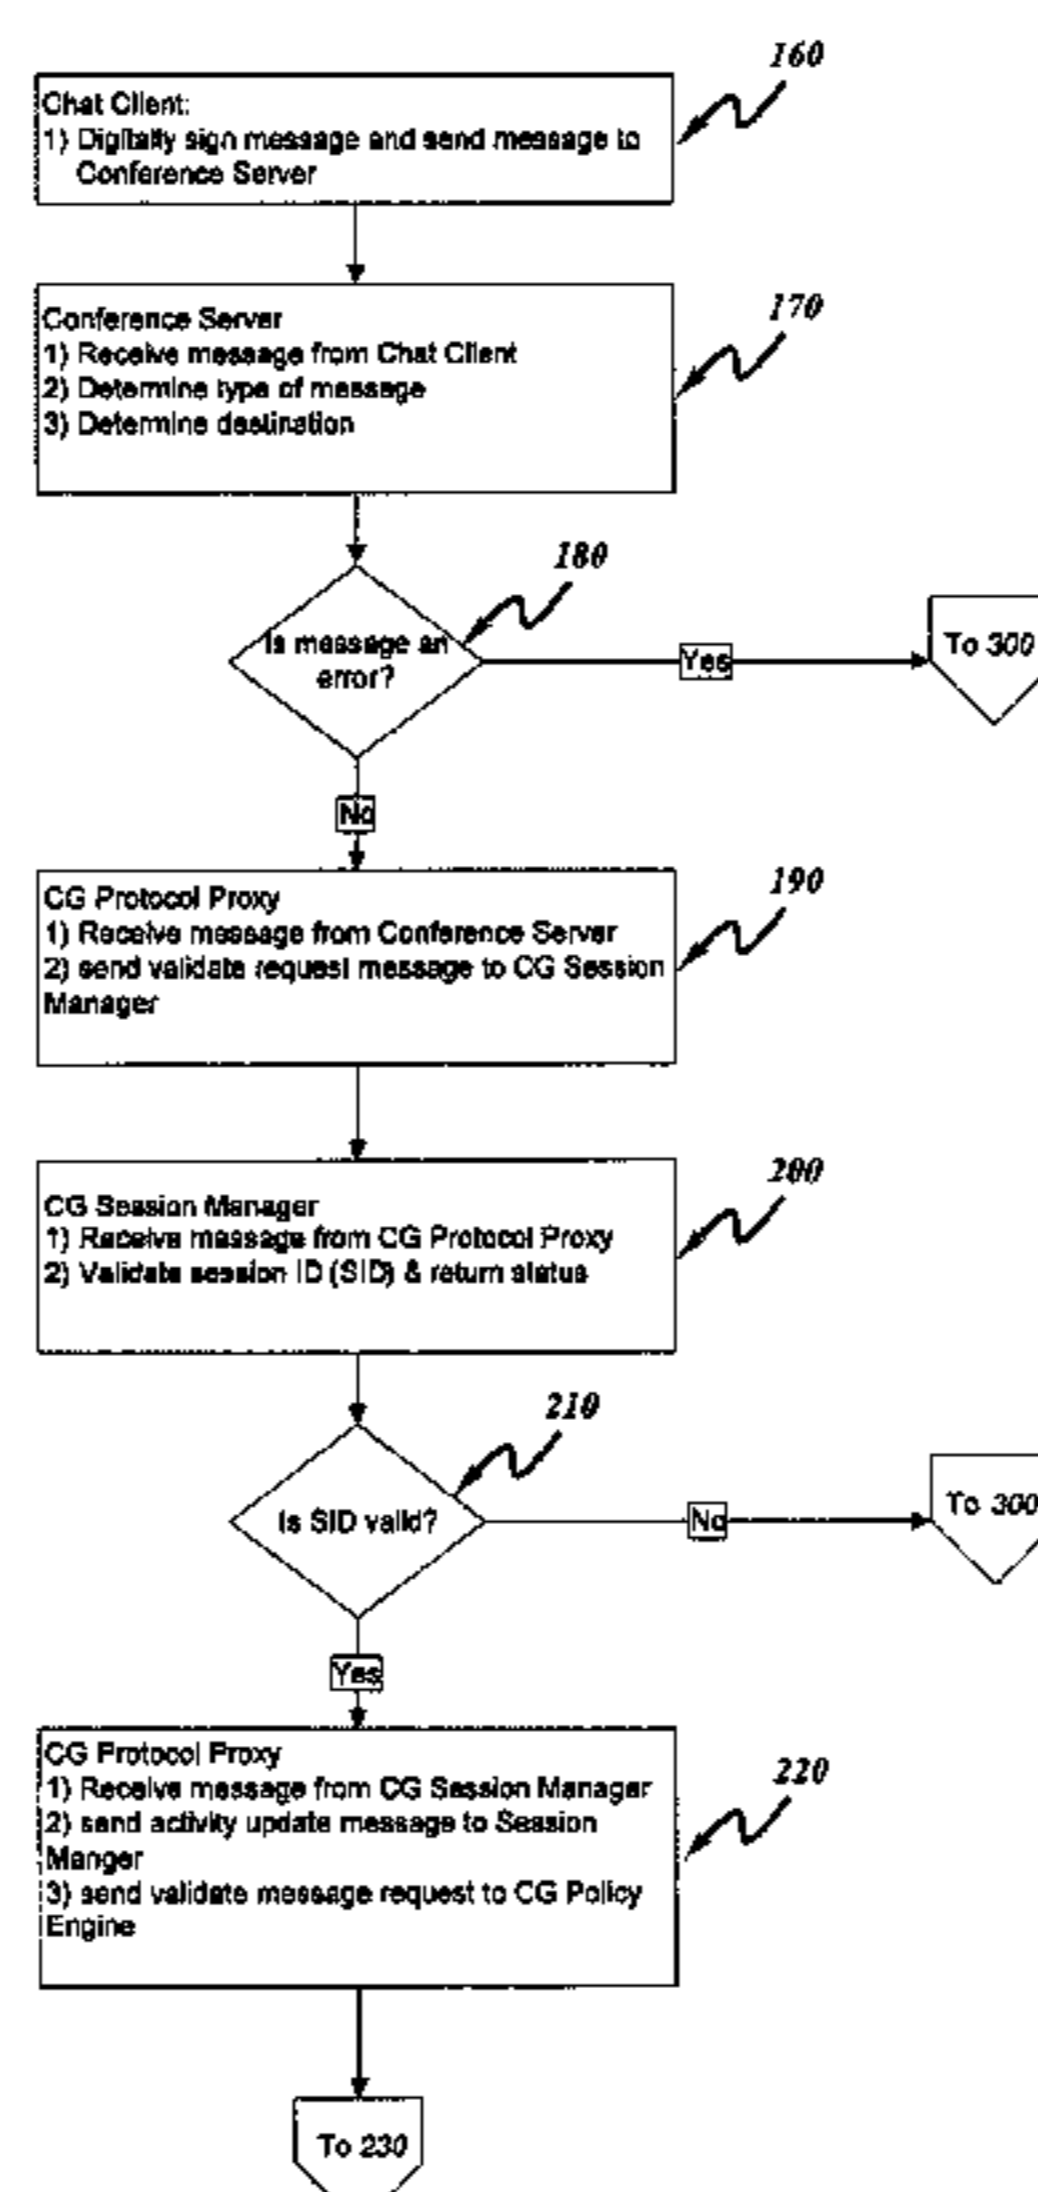 160
Chat Client:
1) Digitally sign message and send message to
Conference Server
170
Conference Server
1) Receive message from Chat Client
2) Determine type of message
3) Determine destination
180
Is message an
error?
Yes
To 300
No
190
CG Protocol Proxy
1) Receive message from Conference Server
2) send validate request message to CG Session
Manager
200
CG Session Manager
1) Receive message from CG Protocol Proxy
2) Validate session ID (SID) & return status
210
Is SID valid?
No
To 300
Yes
220
CG Protocol Proxy
1) Receive message from CG Session Manager
2) send activity update message to Session
Manger
3) send validate message request to CG Policy
Engine
To 230